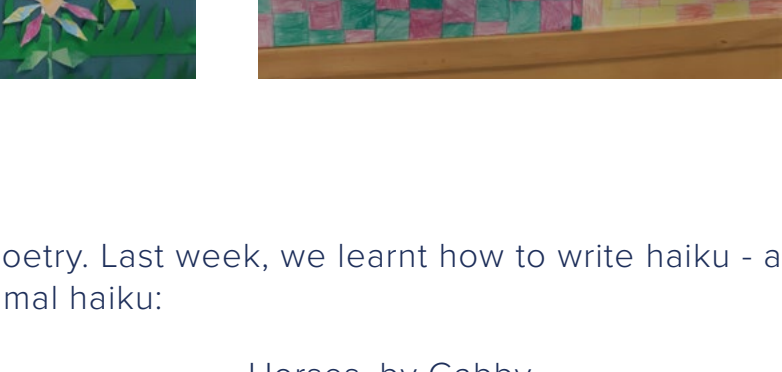 oetry. Last week, we learnt how to write haiku - a
mal haiku:
Horses, by Gabby